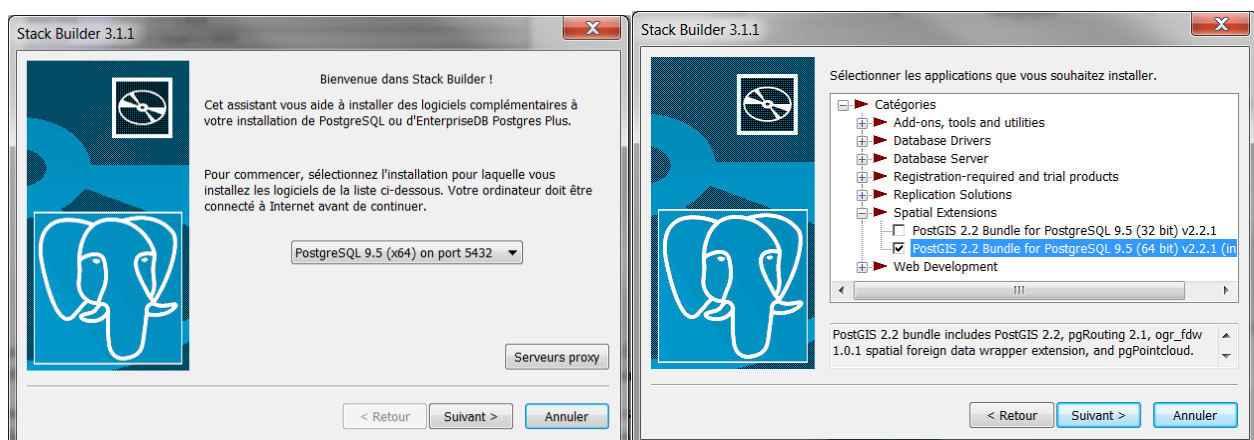 Stack Builder 3.1.1
Bienvenue dans Stack Builder !
Cet assistant vous aide à installer des logiciels complémentaires à
votre installation de PostgreSQL ou d'EnterpriseDB Postgres Plus.
Pour commencer, sélectionnez l'installation pour laquelle vous
installez les logiciels de la liste ci-dessous. Votre ordinateur doit être
connecté à Internet avant de continuer.
PostgreSQL 9.5 (x64) on port 5432
Serveurs proxy
< Retour
Suivant >
Annuler
Stack Builder 3.1.1
Sélectionner les applications que vous souhaitez installer.
Catégories
Add-ons, tools and utilities
Database Drivers
Database Server
Registration-required and trial products
Replication Solutions
Spatial Extensions
PostGIS 2.2 Bundle for PostgreSQL 9.5 (32 bit) v2.2.1
PostGIS 2.2 Bundle for PostgreSQL 9.5 (64 bit) v2.2.1 (in
Web Development
PostGIS 2.2 bundle includes PostGIS 2.2, pgRouting 2.1, ogr_fdw
1.0.1 spatial foreign data wrapper extension, and pgPointcloud.
< Retour
Suivant >
Annuler